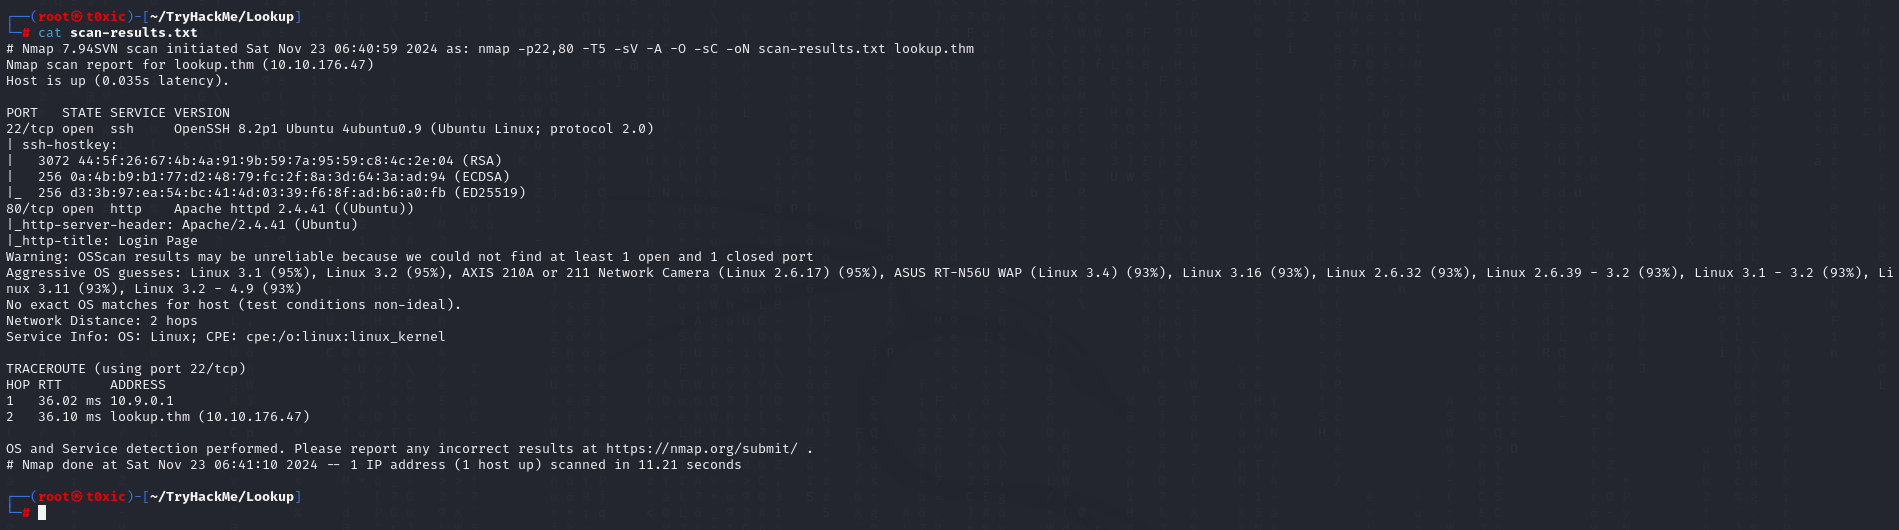 ┌──(root㉿t0xic)-[~/TryHackMe/Lookup]
└─# cat scan-results.txt
# Nmap 7.94SVN scan initiated Sat Nov 23 06:40:59 2024 as: nmap -p22,80 -T5 -sV -A -O -sC -oN scan-results.txt lookup.thm
Nmap scan report for lookup.thm (10.10.176.47)
Host is up (0.035s latency).

PORT   STATE SERVICE VERSION
22/tcp open  ssh     OpenSSH 8.2p1 Ubuntu 4ubuntu0.9 (Ubuntu Linux; protocol 2.0)
| ssh-hostkey:
|   3072 44:5f:26:67:4b:4a:91:9b:59:7a:95:59:c8:4c:2e:04 (RSA)
|   256 0a:4b:b9:b1:77:d2:48:79:fc:2f:8a:3d:64:3a:ad:94 (ECDSA)
|_  256 d3:3b:97:ea:54:bc:41:4d:03:39:f6:8f:ad:b6:a0:fb (ED25519)
80/tcp open  http    Apache httpd 2.4.41 ((Ubuntu))
|_http-server-header: Apache/2.4.41 (Ubuntu)
|_http-title: Login Page
Warning: OSScan results may be unreliable because we could not find at least 1 open and 1 closed port
Aggressive OS guesses: Linux 3.1 (95%), Linux 3.2 (95%), AXIS 210A or 211 Network Camera (Linux 2.6.17) (95%), ASUS RT-N56U WAP (Linux 3.4) (93%), Linux 3.16 (93%), Linux 2.6.32 (93%), Linux 2.6.39 - 3.2 (93%), Linux 3.1 - 3.2 (93%), Li
nux 3.11 (93%), Linux 3.2 - 4.9 (93%)
No exact OS matches for host (test conditions non-ideal).
Network Distance: 2 hops
Service Info: OS: Linux; CPE: cpe:/o:linux:linux_kernel

TRACEROUTE (using port 22/tcp)
HOP RTT      ADDRESS
1   36.02 ms 10.9.0.1
2   36.10 ms lookup.thm (10.10.176.47)

OS and Service detection performed. Please report any incorrect results at https://nmap.org/submit/ .
# Nmap done at Sat Nov 23 06:41:10 2024 -- 1 IP address (1 host up) scanned in 11.21 seconds

┌──(root㉿t0xic)-[~/TryHackMe/Lookup]
└─#